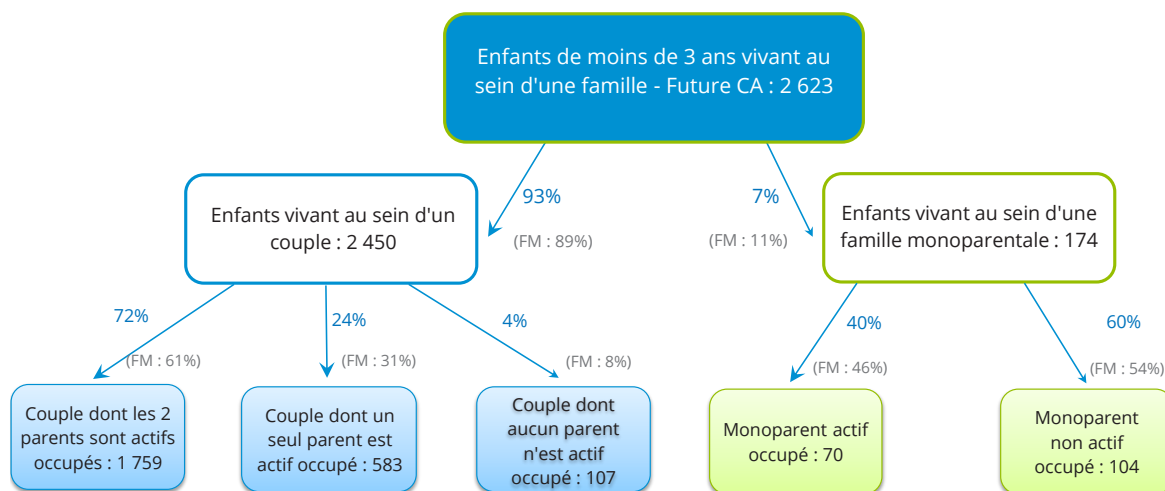 Enfants de moins de 3 ans vivant au
sein d'une famille - Future CA : 2 623
93%
7%
(FM : 89%)
(FM : 11%)
Enfants vivant au sein d'un
couple : 2 450
Enfants vivant au sein d'une
famille monoparentale : 174
72%
24%
4%
40%
60%
(FM : 61%)
(FM : 31%)
(FM : 8%)
(FM : 46%)
(FM : 54%)
Couple dont les 2
parents sont actifs
occupés : 1 759
Couple dont un
seul parent est
actif occupé : 583
Couple dont
aucun parent
n'est actif
occupé : 107
Monoparent actif
occupé : 70
Monoparent
non actif
occupé : 104